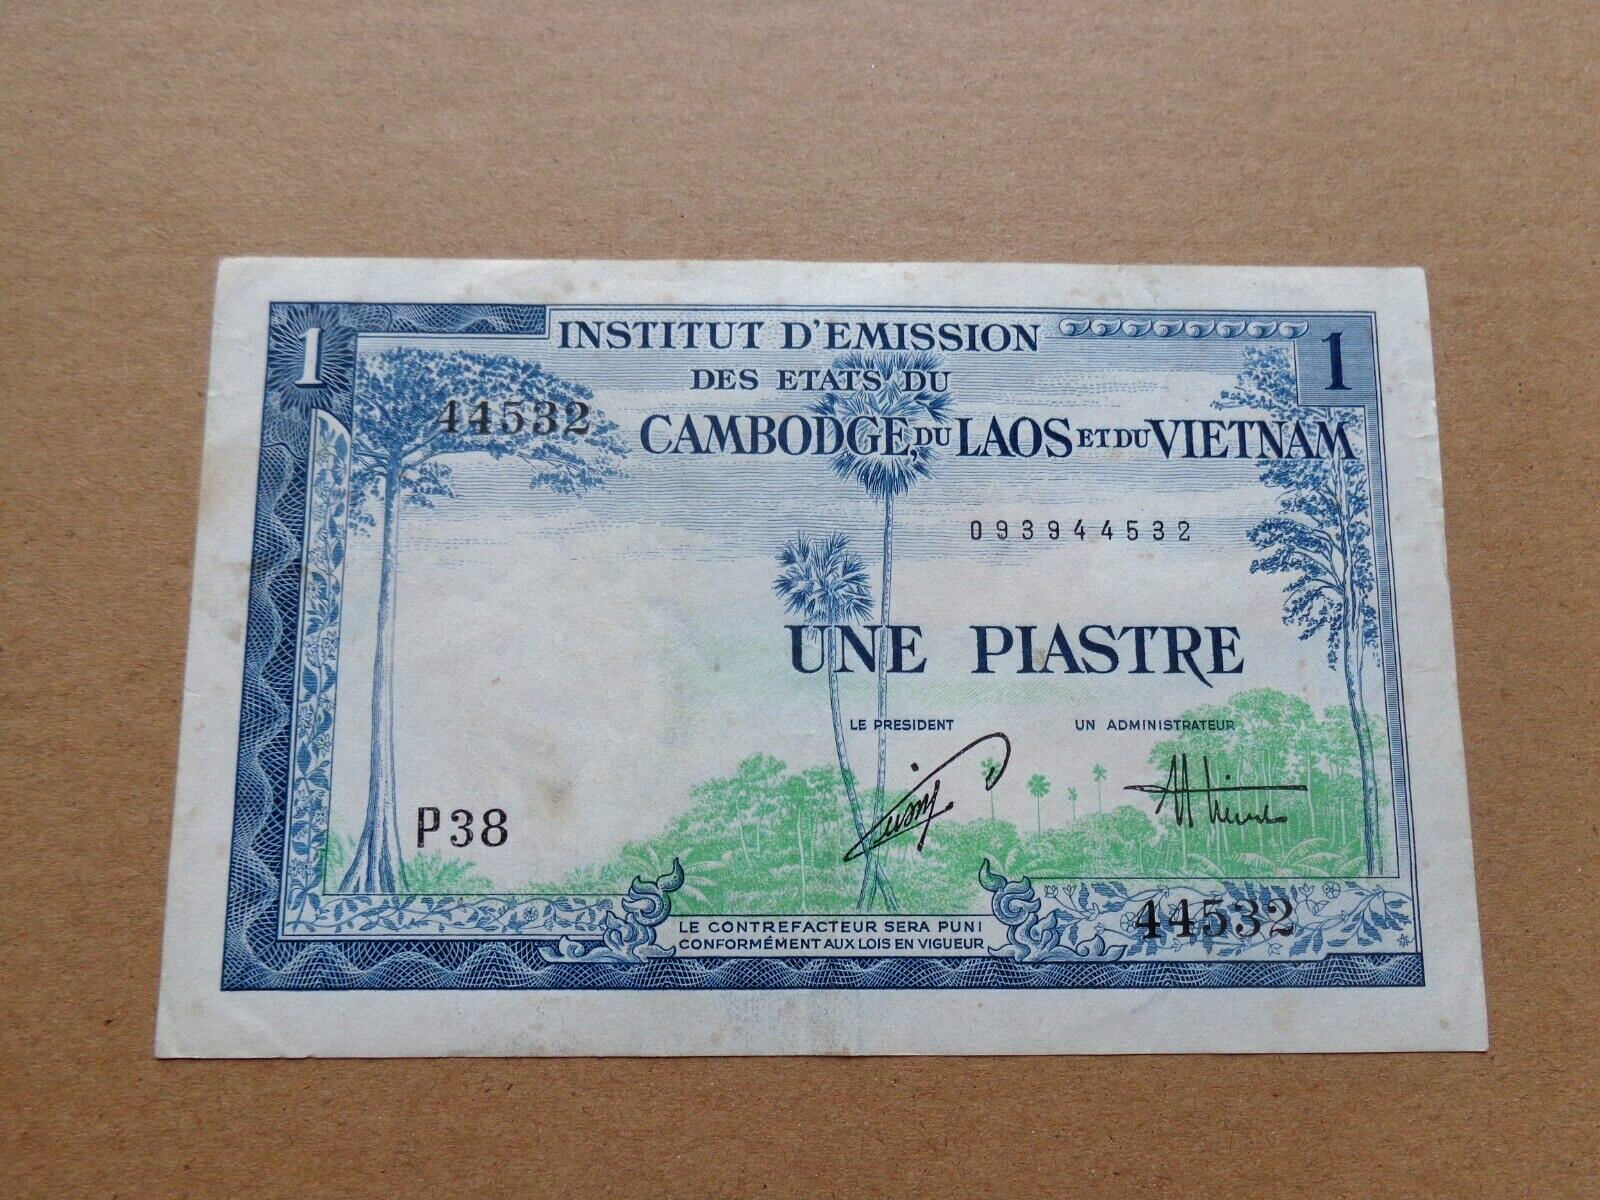 1
INSTITUT D'EMISSION
1
DES ETATS DU
44532
CAMBODGE, DU LAOS ET DU VIETNAM
093944532
UNE PIASTRE
LE PRESIDENT
UN ADMINISTRATEUR
P38
44532
LE CONTREFACTEUR SERA PUNI
CONFORMÉMENT AUX LOIS EN VIGUEUR